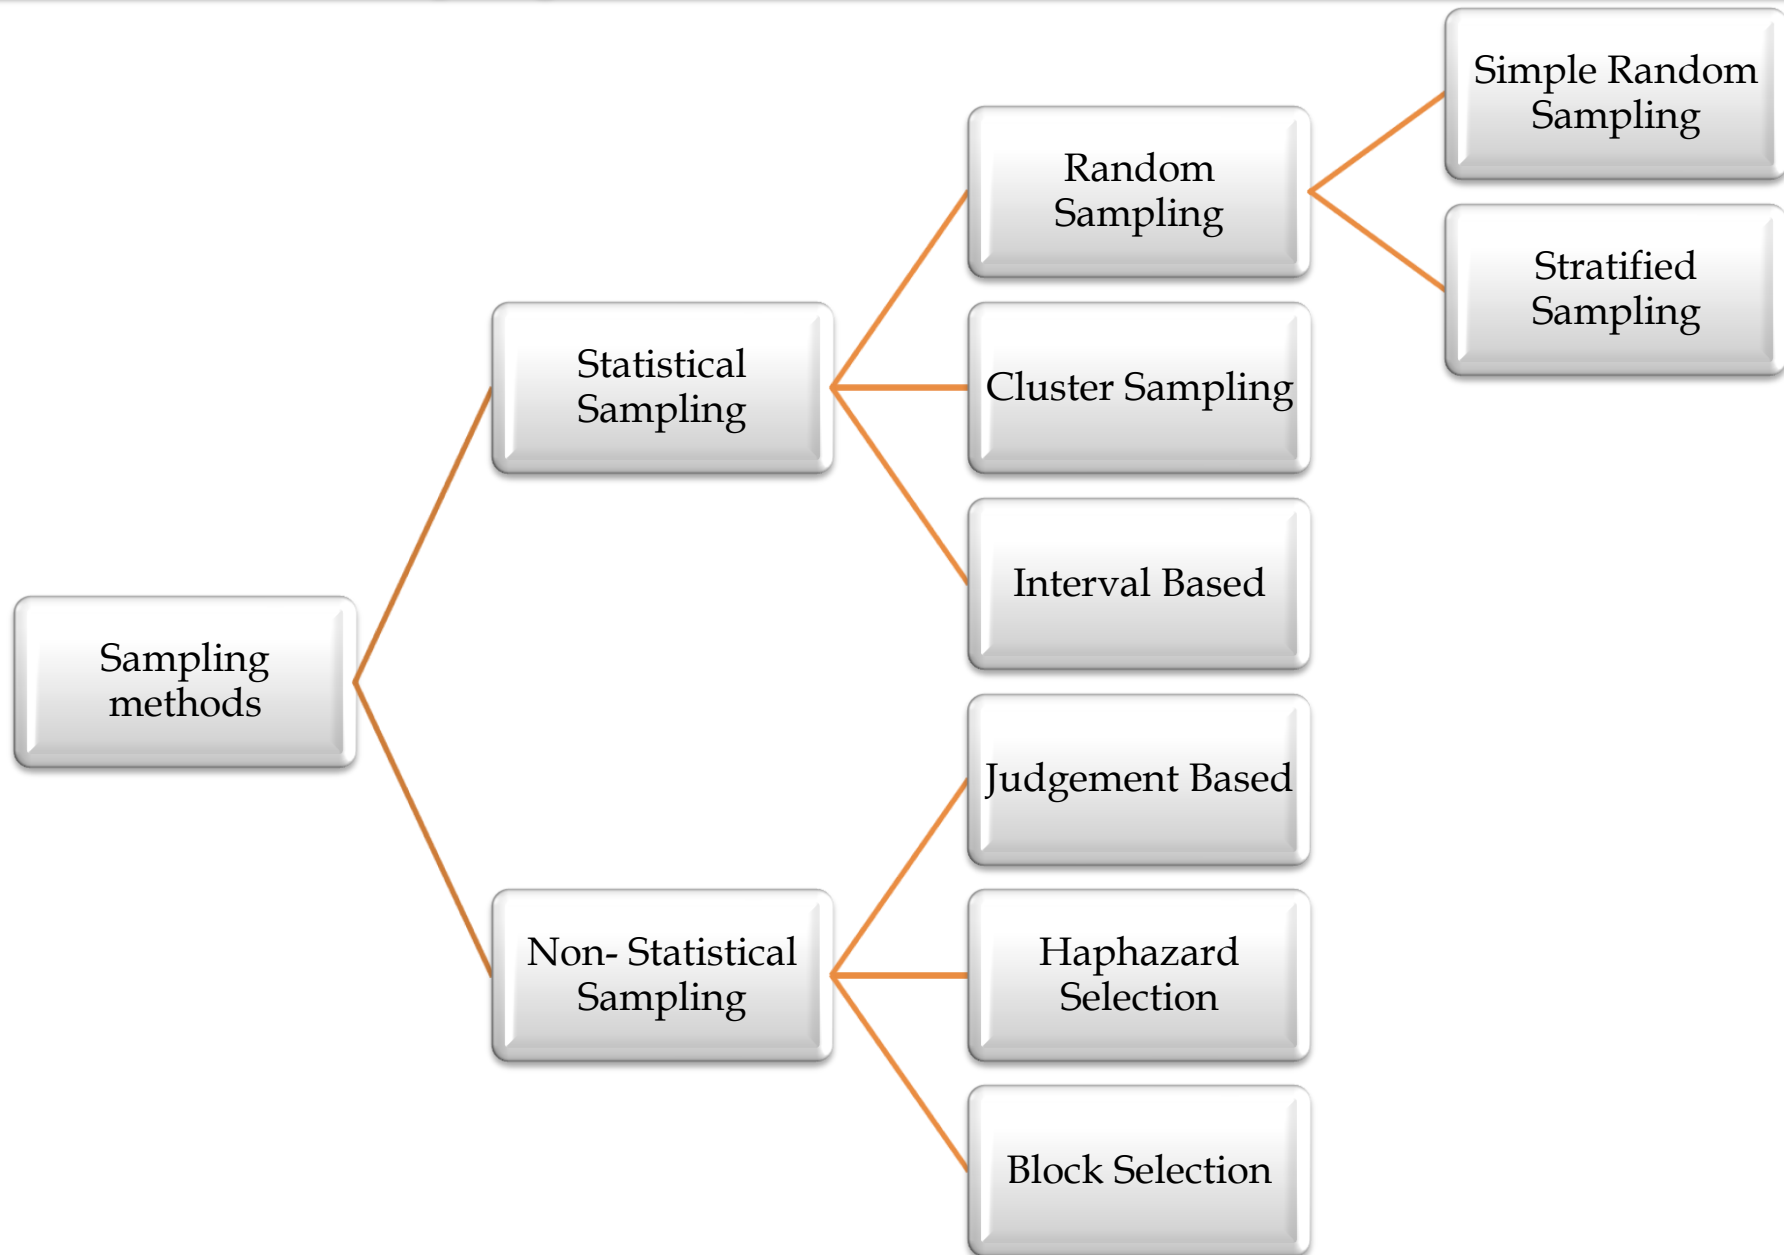 Sampling
methods
Statistical
Sampling
Random
Sampling
Simple Random
Sampling
Stratified
Sampling
Cluster Sampling
Interval Based
Non- Statistical
Sampling
Judgement Based
Haphazard
Selection
Block Selection